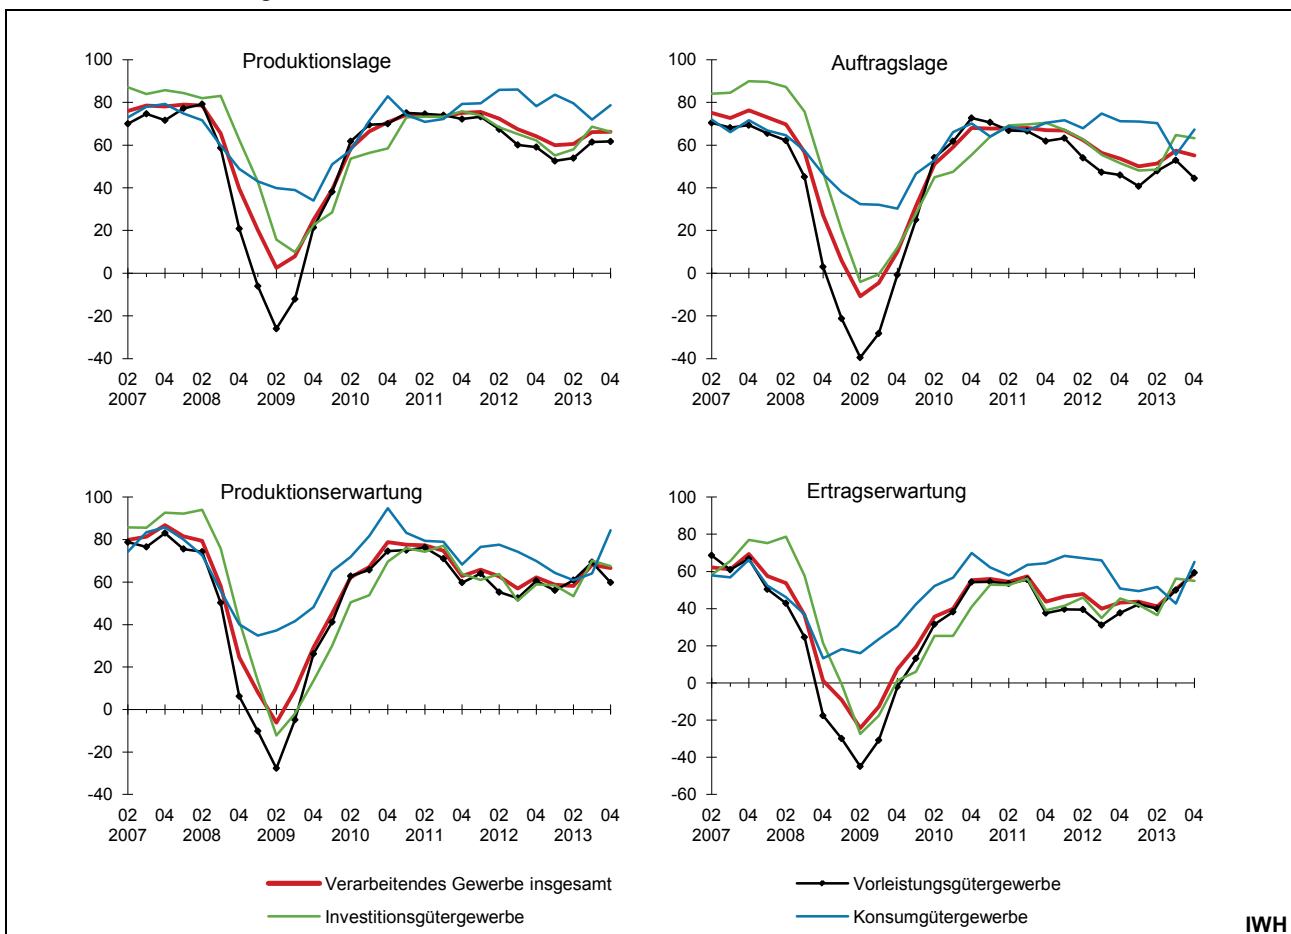 Produktionslage
100
80
60
40
20
0
-20
-40
02 04 02 04 02 04 02 04 02 04 02 04 02 04
2007 2008 2009 2010 2011 2012 2013
Auftragslage
100
80
60
40
20
0
-20
-40
02 04 02 04 02 04 02 04 02 04 02 04 02 04
2007 2008 2009 2010 2011 2012 2013
Produktionserwartung
100
80
60
40
20
0
-20
-40
02 04 02 04 02 04 02 04 02 04 02 04 02 04
2007 2008 2009 2010 2011 2012 2013
Ertragserwartung
100
80
60
40
20
0
-20
-40
-60
02 04 02 04 02 04 02 04 02 04 02 04 02 04
2007 2008 2009 2010 2011 2012 2013
Verarbeitendes Gewerbe insgesamt
Vorleistungsgütergewerbe
Investitionsgütergewerbe
Konsumgütergewerbe
IWH